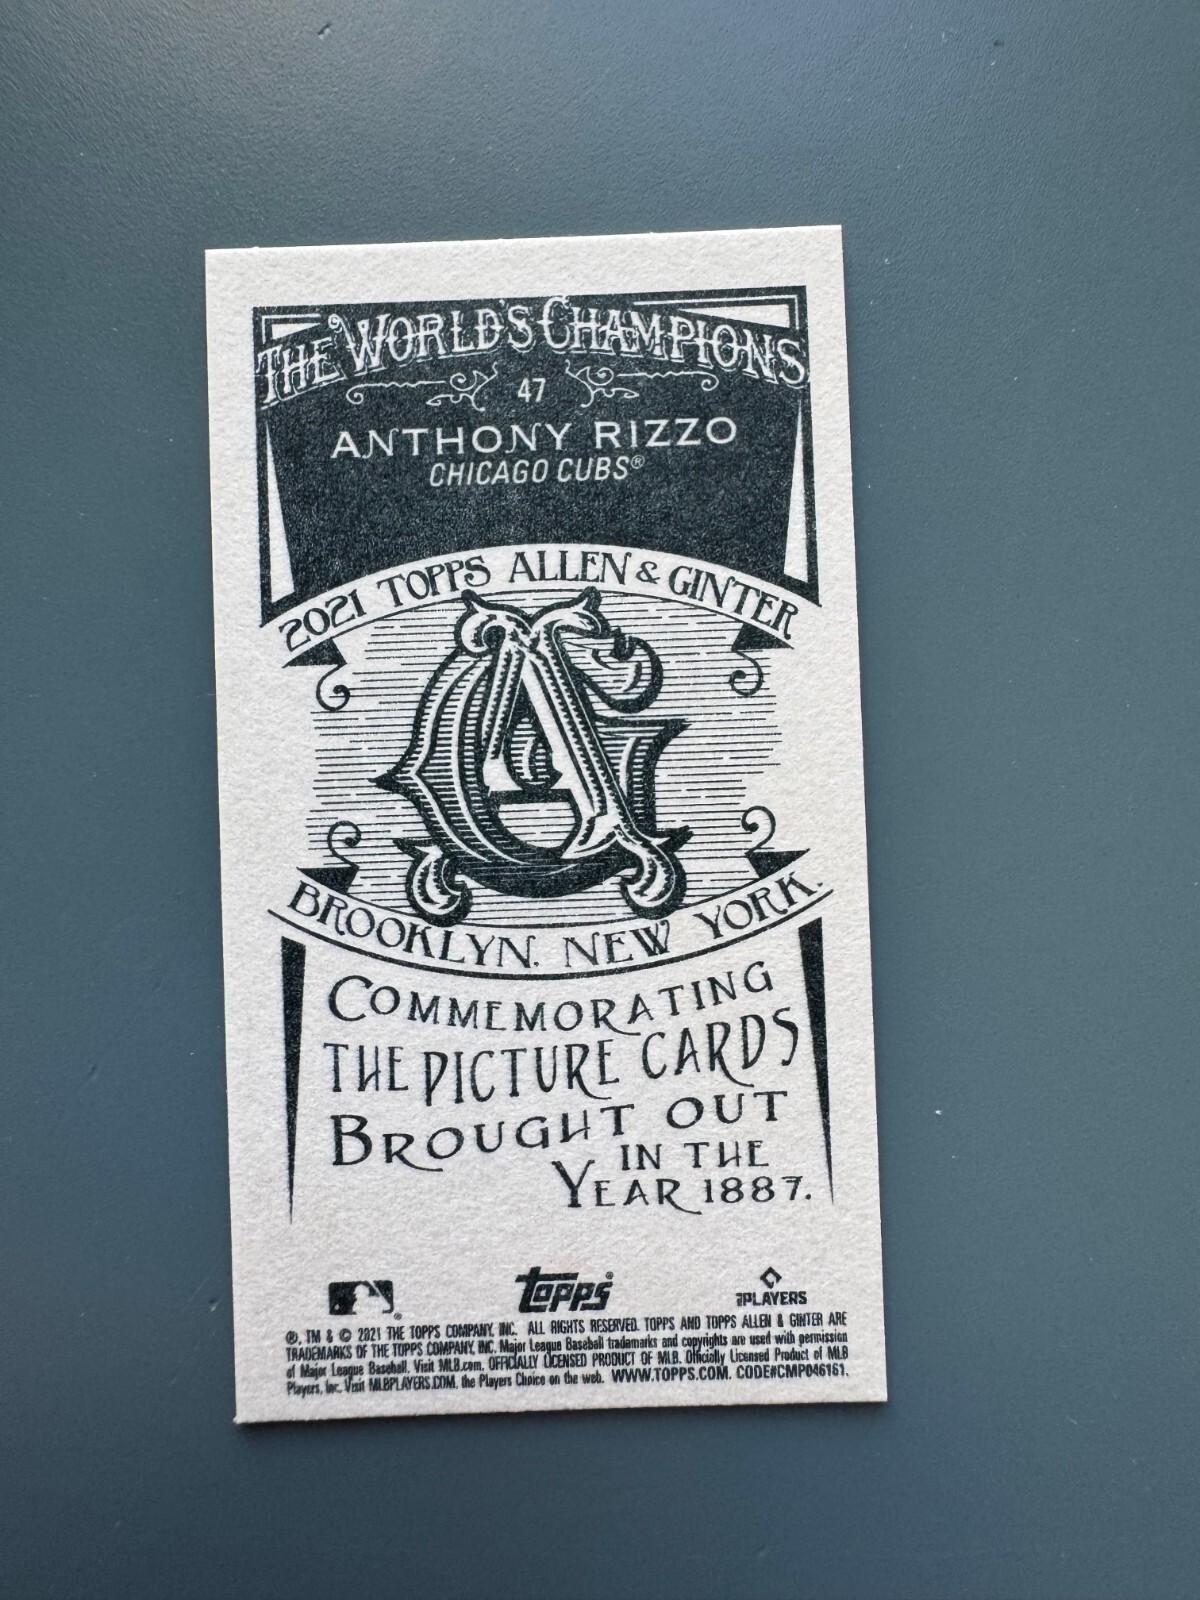 THE WORLD'S CHAMPIONS
47
ANTHONY RIZZO
CHICAGO CUBS®
2021 TOPPS ALLEN & GINTER
AG
BROOKLYN, NEW YORK.
COMMEMORATING
THE PICTURE CARDS
BROUGHT OUT
IN THE
YEAR 1887.
® topps® PLAYERS
®, TM & © 2021 THE TOPPS COMPANY, INC. ALL RIGHTS RESERVED. TOPPS AND TOPPS ALLEN & GINTER ARE
TRADEMARKS OF THE TOPPS COMPANY, INC. Major League Baseball trademarks and copyrights are used with permission
of Major League Baseball. Visit MLB.com. OFFICIALLY LICENSED PRODUCT OF MLB. Officially Licensed Product of MLB
Players, Inc. Visit MLBPLAYERS.COM, the Players Choice on the web. WWW.TOPPS.COM. CODE#CMP046161.